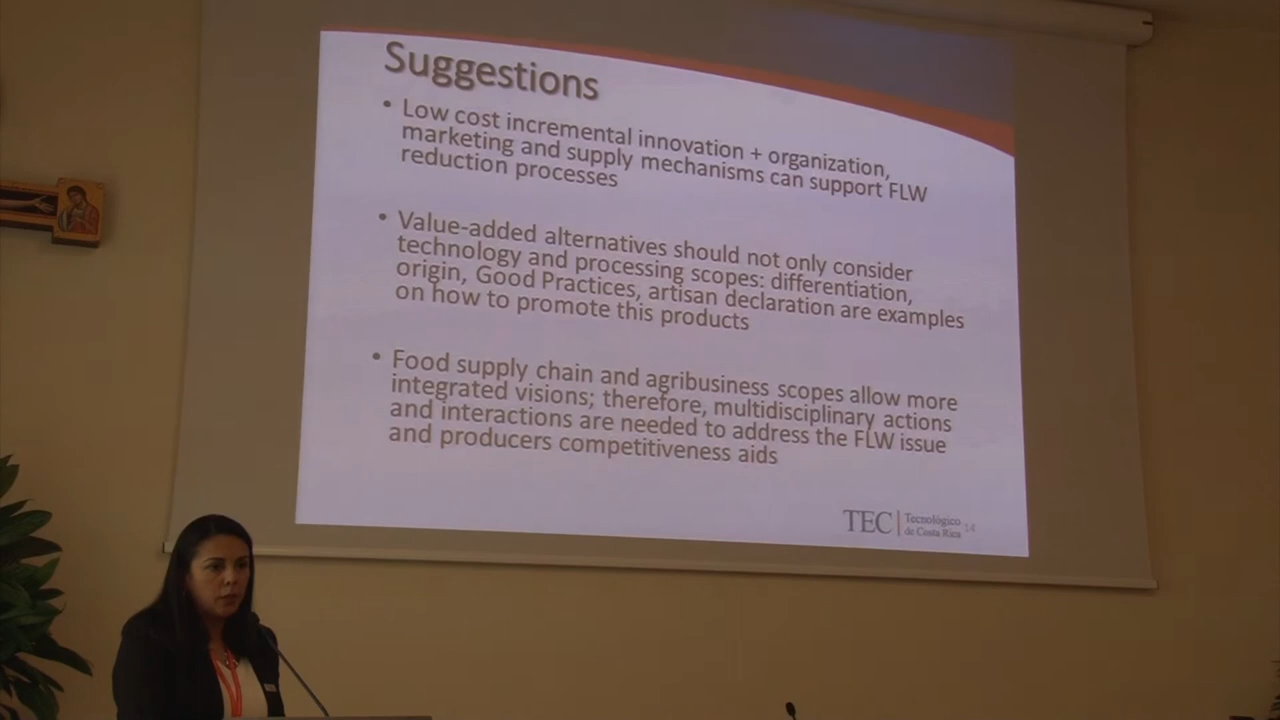 Suggestions
• Low cost incremental innovation + organization,
marketing and supply mechanisms can support FLW
reduction processes
• Value-added alternatives should not only consider
technology and processing scopes: differentiation,
origin, Good Practices, artisan declaration are examples
on how to promote this products
• Food supply chain and agribusiness scopes allow more
integrated visions; therefore, multidisciplinary actions
and interactions are needed to address the FLW issue
and producers competitiveness aids
TEC | Tecnológico
de Costa Rica
14